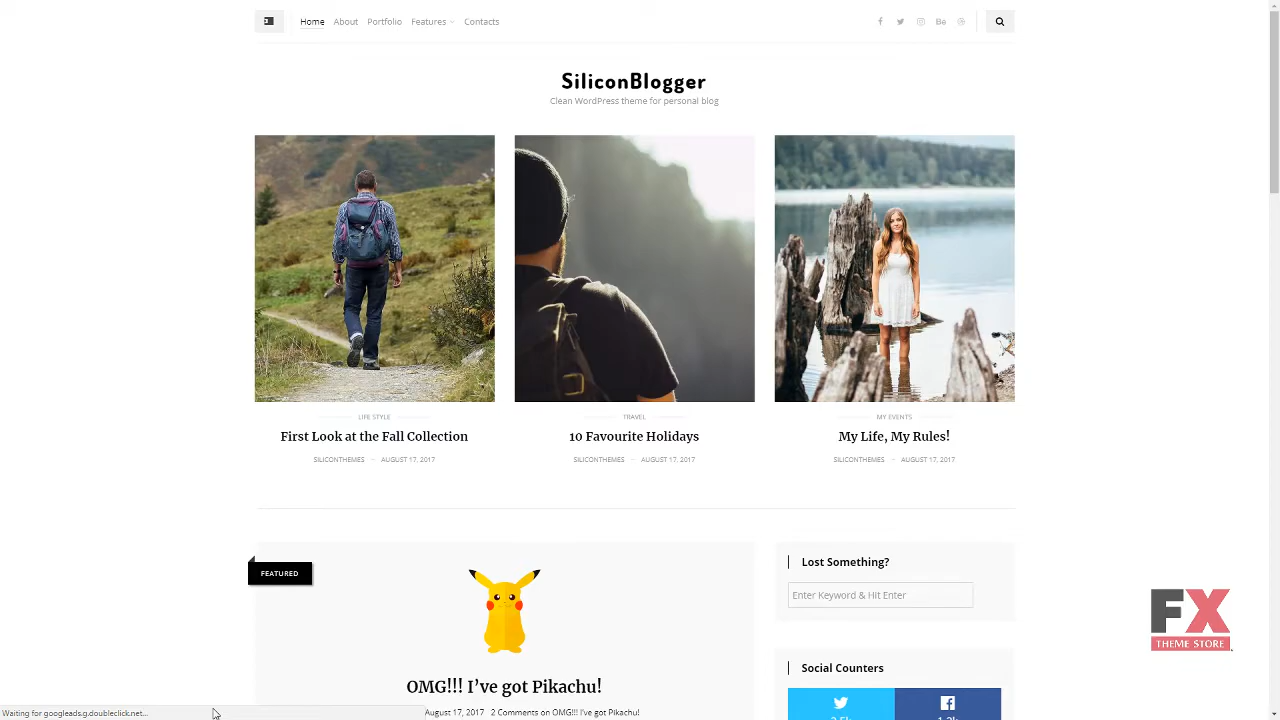 Home About Portfolio Features Contacts
Be
SiliconBlogger
Clean WordPress theme for personal blog
LIFE STYLE
First Look at the Fall Collection
SILICONTHEMES — AUGUST 17, 2017
TRAVEL
10 Favourite Holidays
SILICONTHEMES — AUGUST 17, 2017
MY EVENTS
My Life, My Rules!
SILICONTHEMES — AUGUST 17, 2017
FEATURED
OMG!!! I've got Pikachu!
August 17, 2017 2 Comments on OMG!!! I've got Pikachu!
Lost Something?
Enter Keyword & Hit Enter
Social Counters
FX
THEME STORE
Waiting for googleads.g.doubleclick.net...